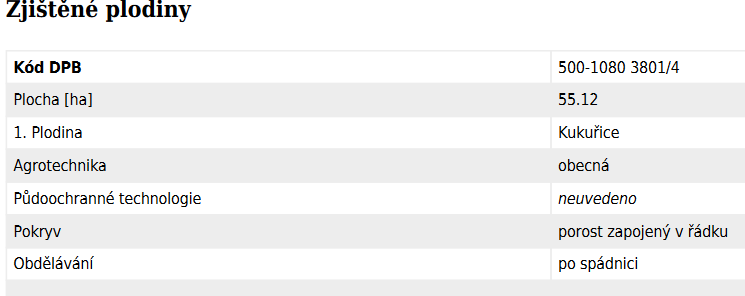 Zjištěné plodiny
Kód DPB 500-1080 3801/4
Plocha [ha] 55.12
1. Plodina Kukuřice
Agrotechnika obecná
Půdoochranné technologie neuvedeno
Pokryv porost zapojený v řádku
Obdělávání po spádnici